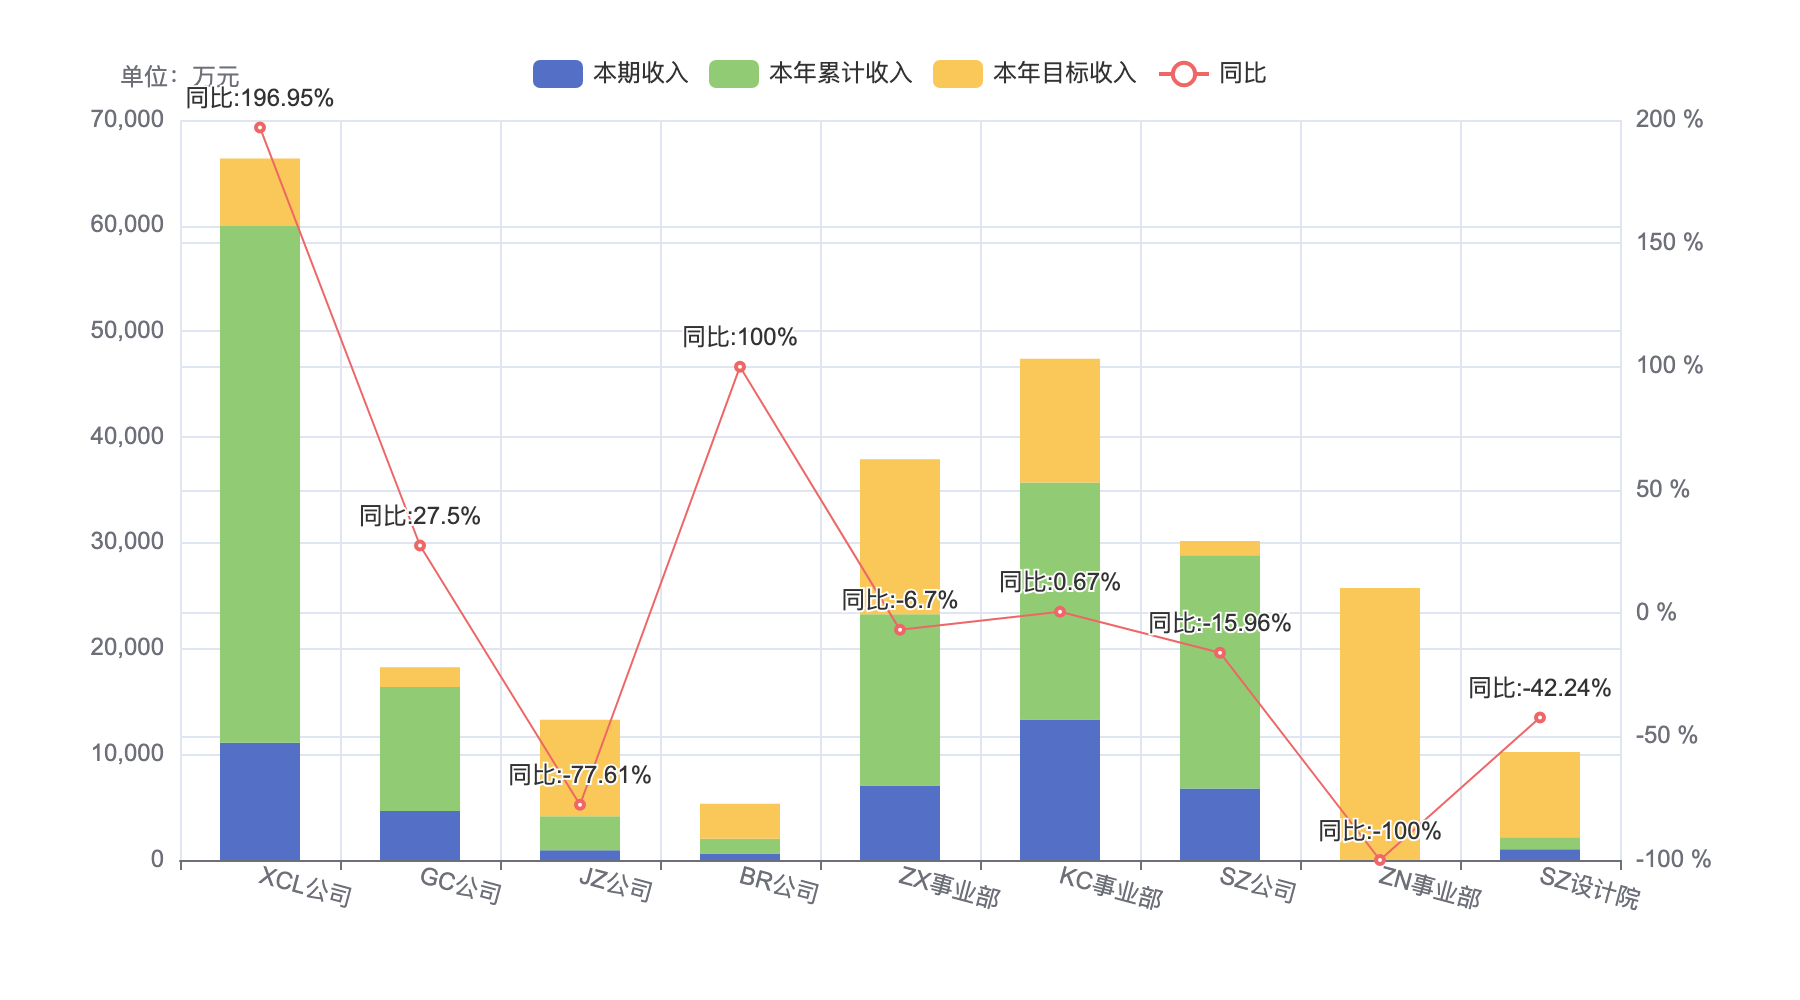 单位：万元
本期收入 本年累计收入 本年目标收入 同比
同比:196.95%
70,000 200 %
60,000 150 %
50,000 同比:100%
100 %
40,000
同比:27.5% 50 %
30,000
同比:-6.7% 同比:0.67% 同比:-15.96% 0 %
20,000
同比:-42.24%
10,000 -50 %
同比:-77.61%
同比:-100%
0 -100 %
XCL公司 GC公司 JZ公司 BR公司 ZX事业部 KC事业部 SZ公司 ZN事业部 SZ设计院